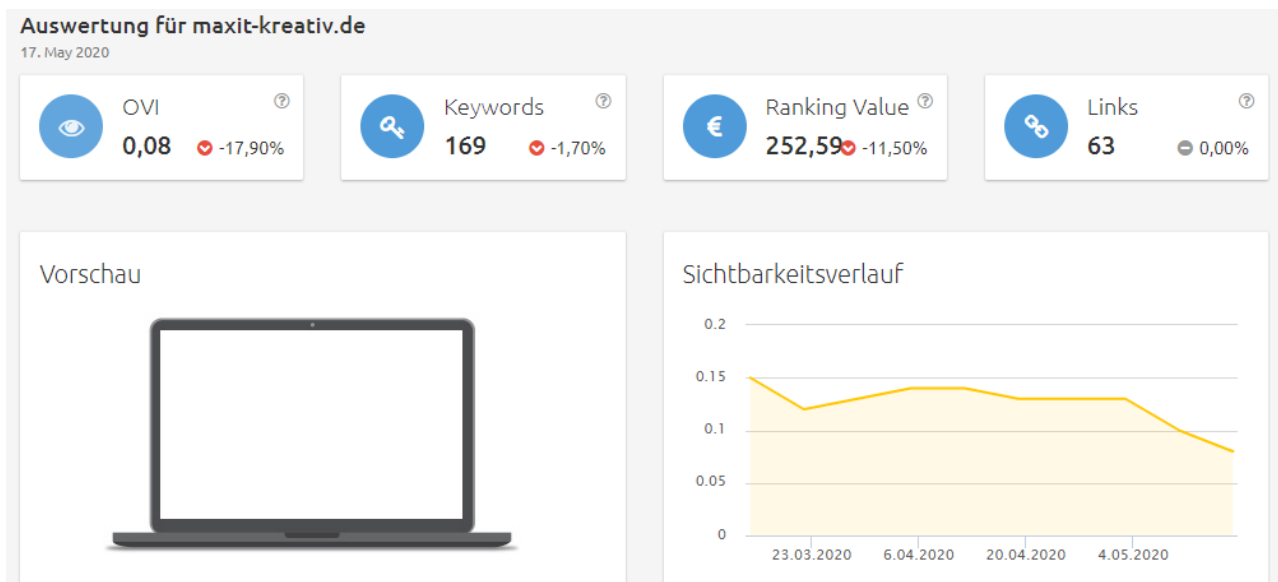 Auswertung für maxit-kreativ.de
17. May 2020
OVI ?
0,08 -17,90%
Keywords ?
169 -1,70%
€ Ranking Value ?
252,59 -11,50%
Links ?
63 0,00%
Vorschau
Sichtbarkeitsverlauf
0.2
0.15
0.1
0.05
0
23.03.2020 6.04.2020 20.04.2020 4.05.2020